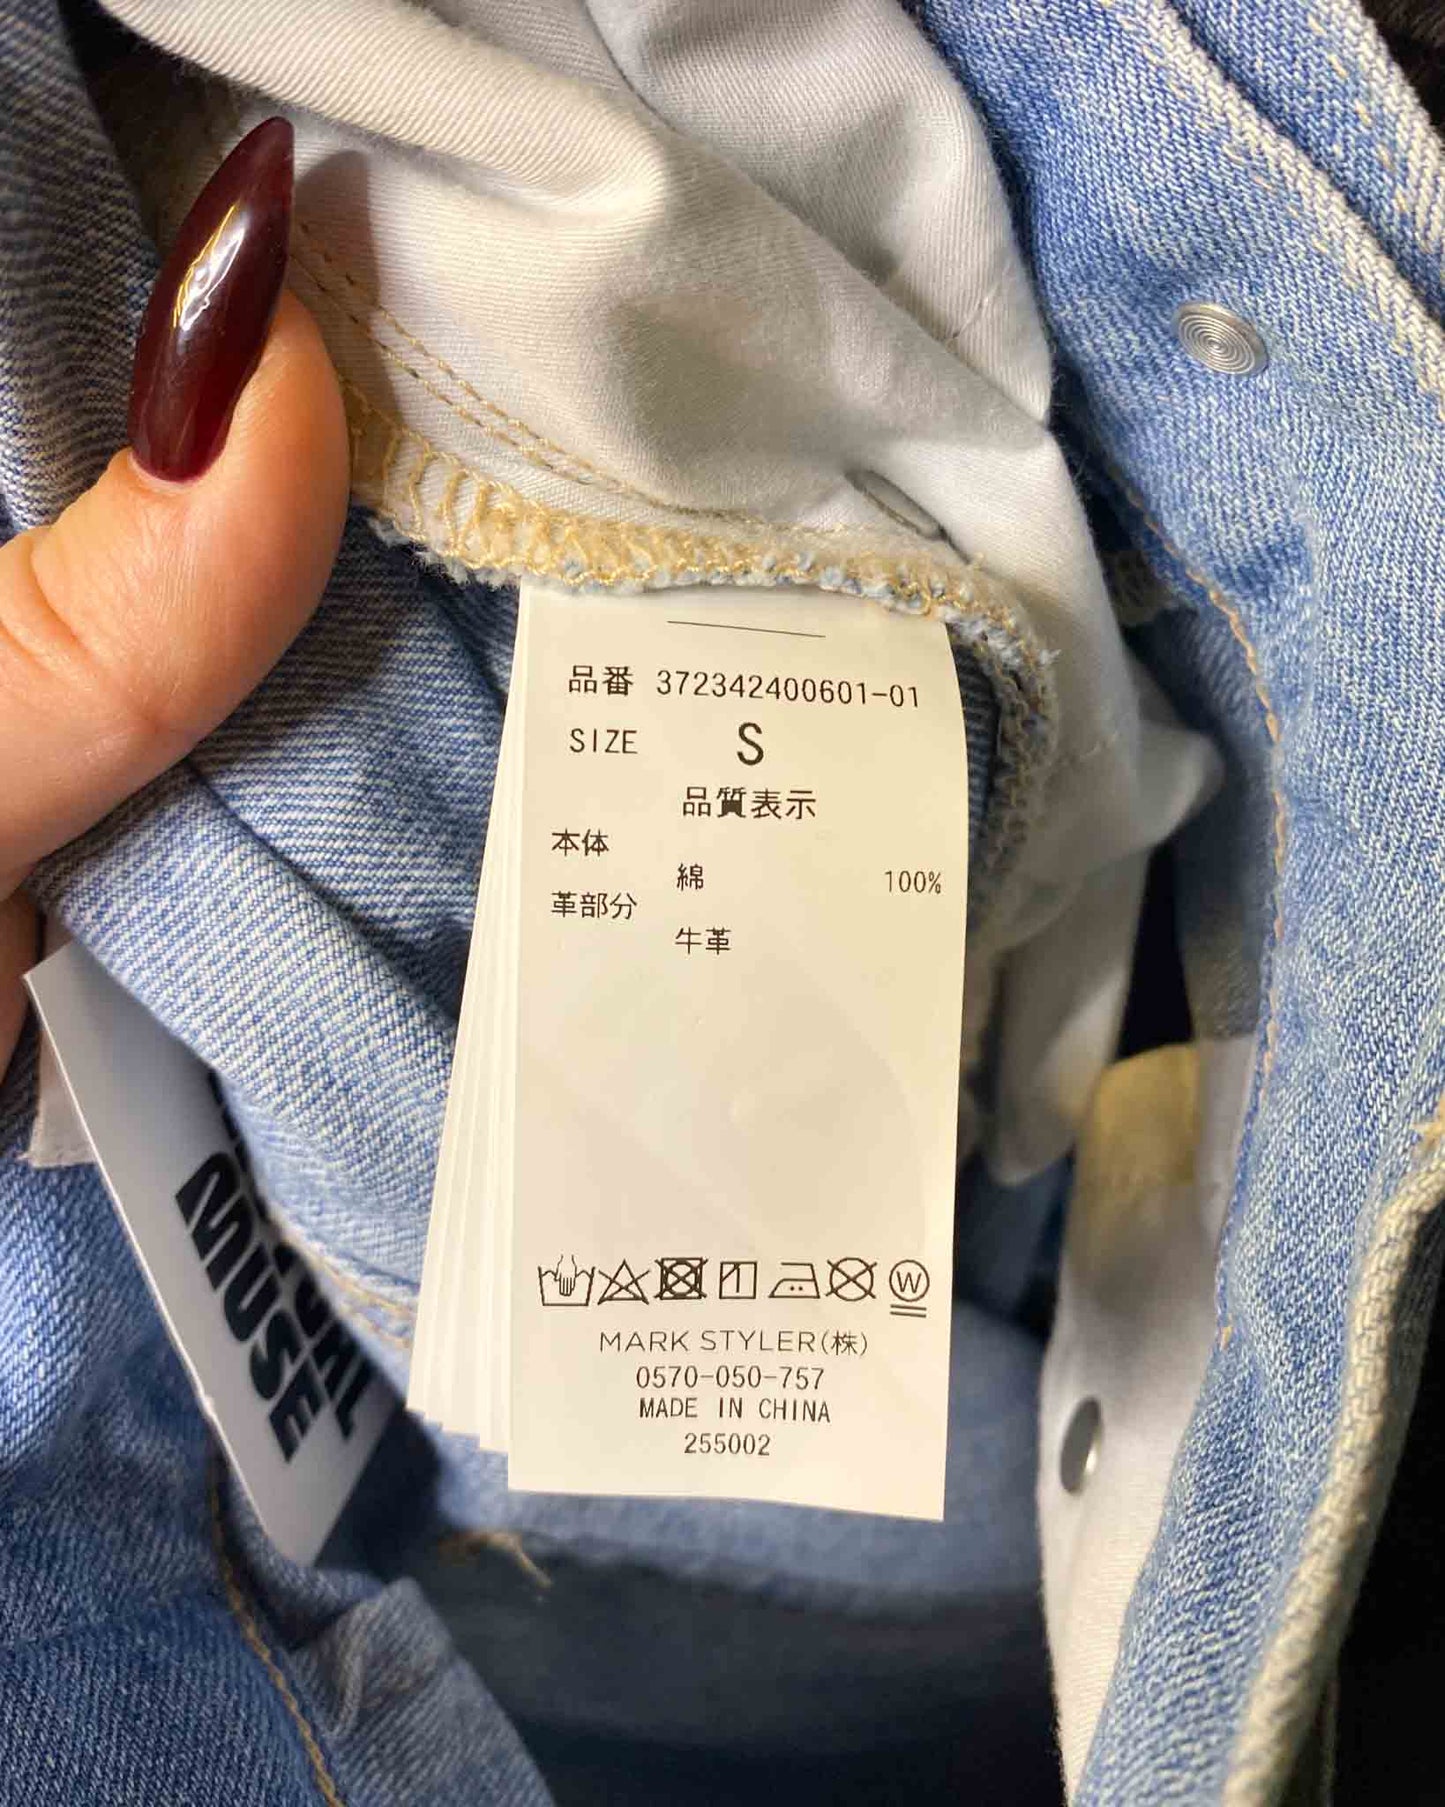 品番 372342400601-01
SIZE S
品質表示
本体
綿 100%
革部分
牛革
W
MARK STYLER(株)
0570-050-757
MADE IN CHINA
255002
MUSE